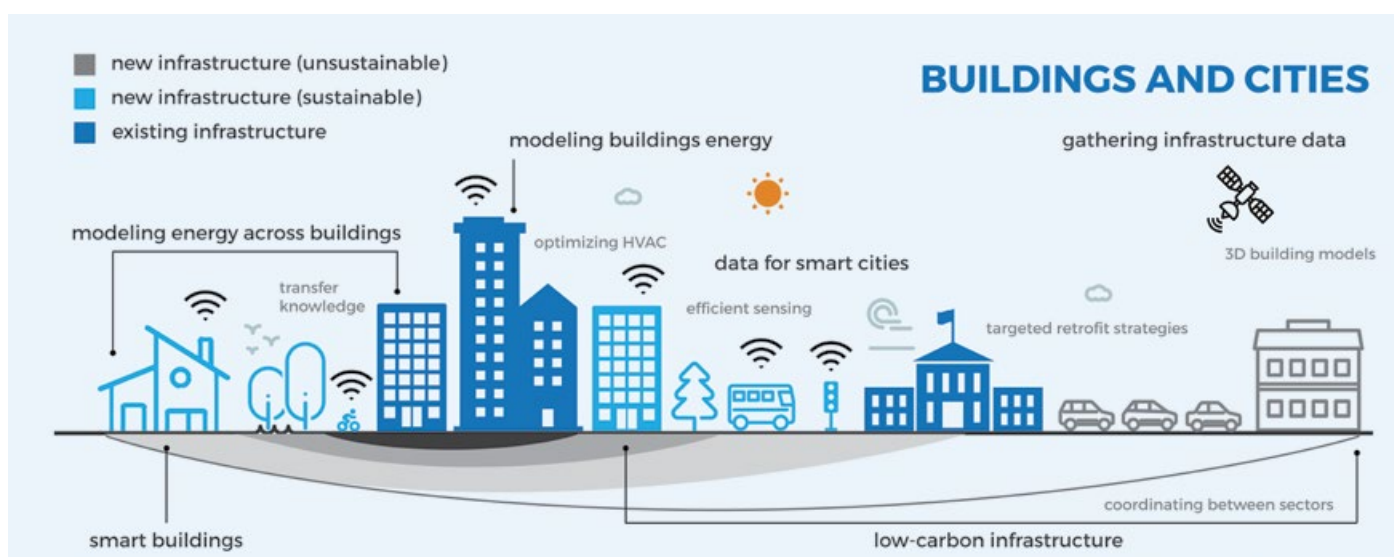 new infrastructure (unsustainable)
new infrastructure (sustainable)
existing infrastructure
BUILDINGS AND CITIES
modeling buildings energy
gathering infrastructure data
modeling energy across buildings
optimizing HVAC
3D building models
data for smart cities
transfer
knowledge
efficient sensing
targeted retrofit strategies
coordinating between sectors
smart buildings
low-carbon infrastructure